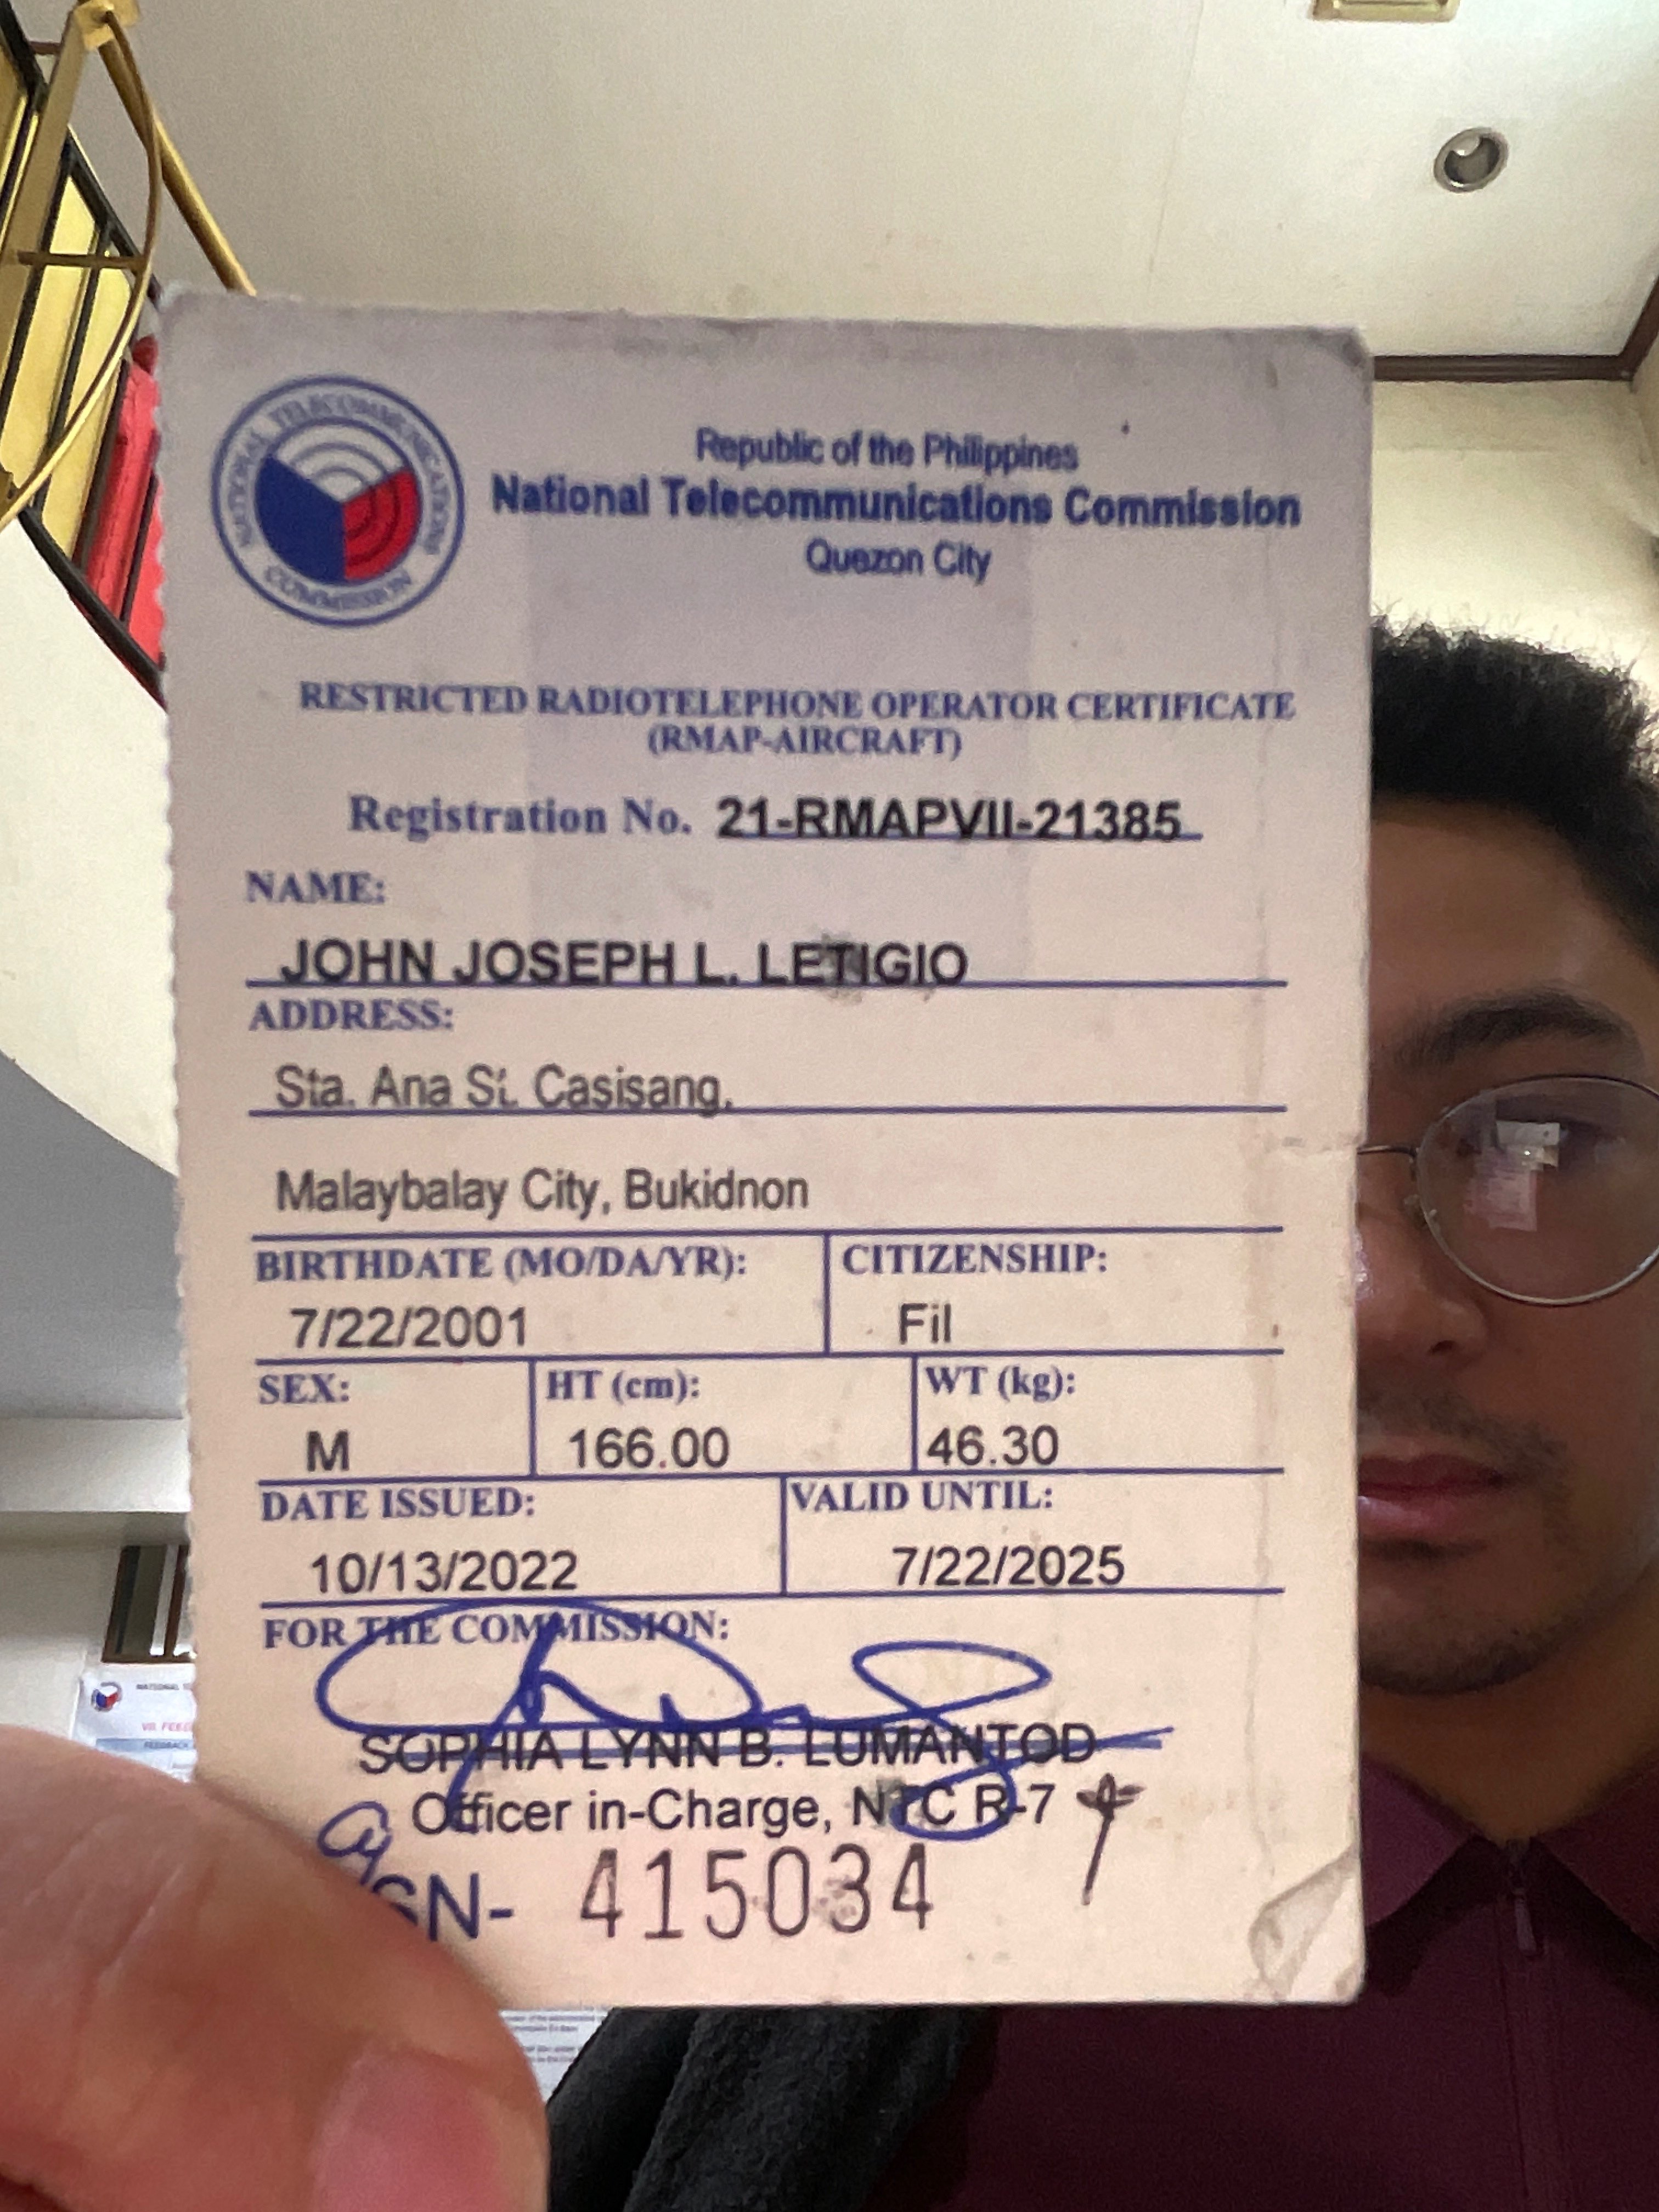 NATIONAL TELECOMMUNICATIONS
COMMISSION
Republic of the Philippines
National Telecommunications Commission
Quezon City
RESTRICTED RADIOTELEPHONE OPERATOR CERTIFICATE
(RMAP-AIRCRAFT)
Registration No. 21-RMAPVII-21385
NAME:
JOHN JOSEPH L. LETIGIO
ADDRESS:
Sta. Ana St. Casisang,
Malaybalay City, Bukidnon
BIRTHDATE (MO/DA/YR): CITIZENSHIP:
7/22/2001 Fil
SEX: HT (cm): WT (kg):
M 166.00 46.30
DATE ISSUED: VALID UNTIL:
10/13/2022 7/22/2025
FOR THE COMMISSION:
SOPHIA LYNN B. LUMANTOD
Officer in-Charge, NTC R-7
SN- 415034